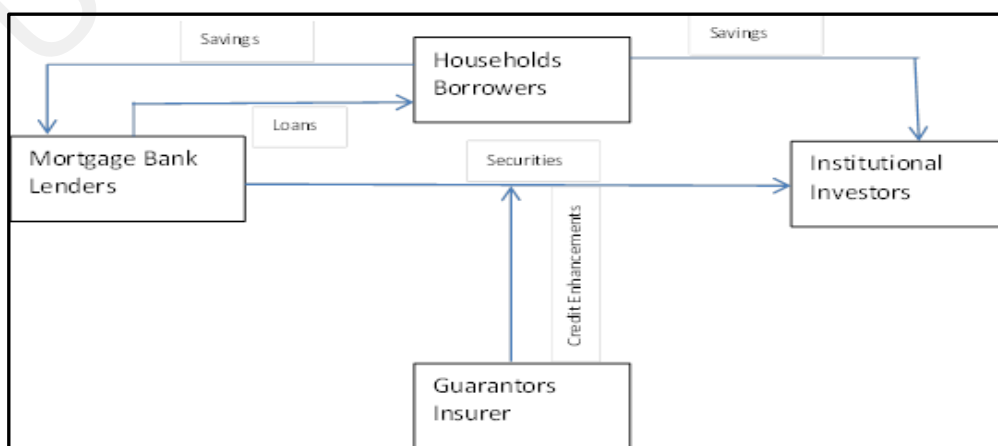 Savings
Savings
Households
Borrowers
Loans
Mortgage Bank
Lenders
Securities
Institutional
Investors
Credit Enhancements
Guarantors
Insurer